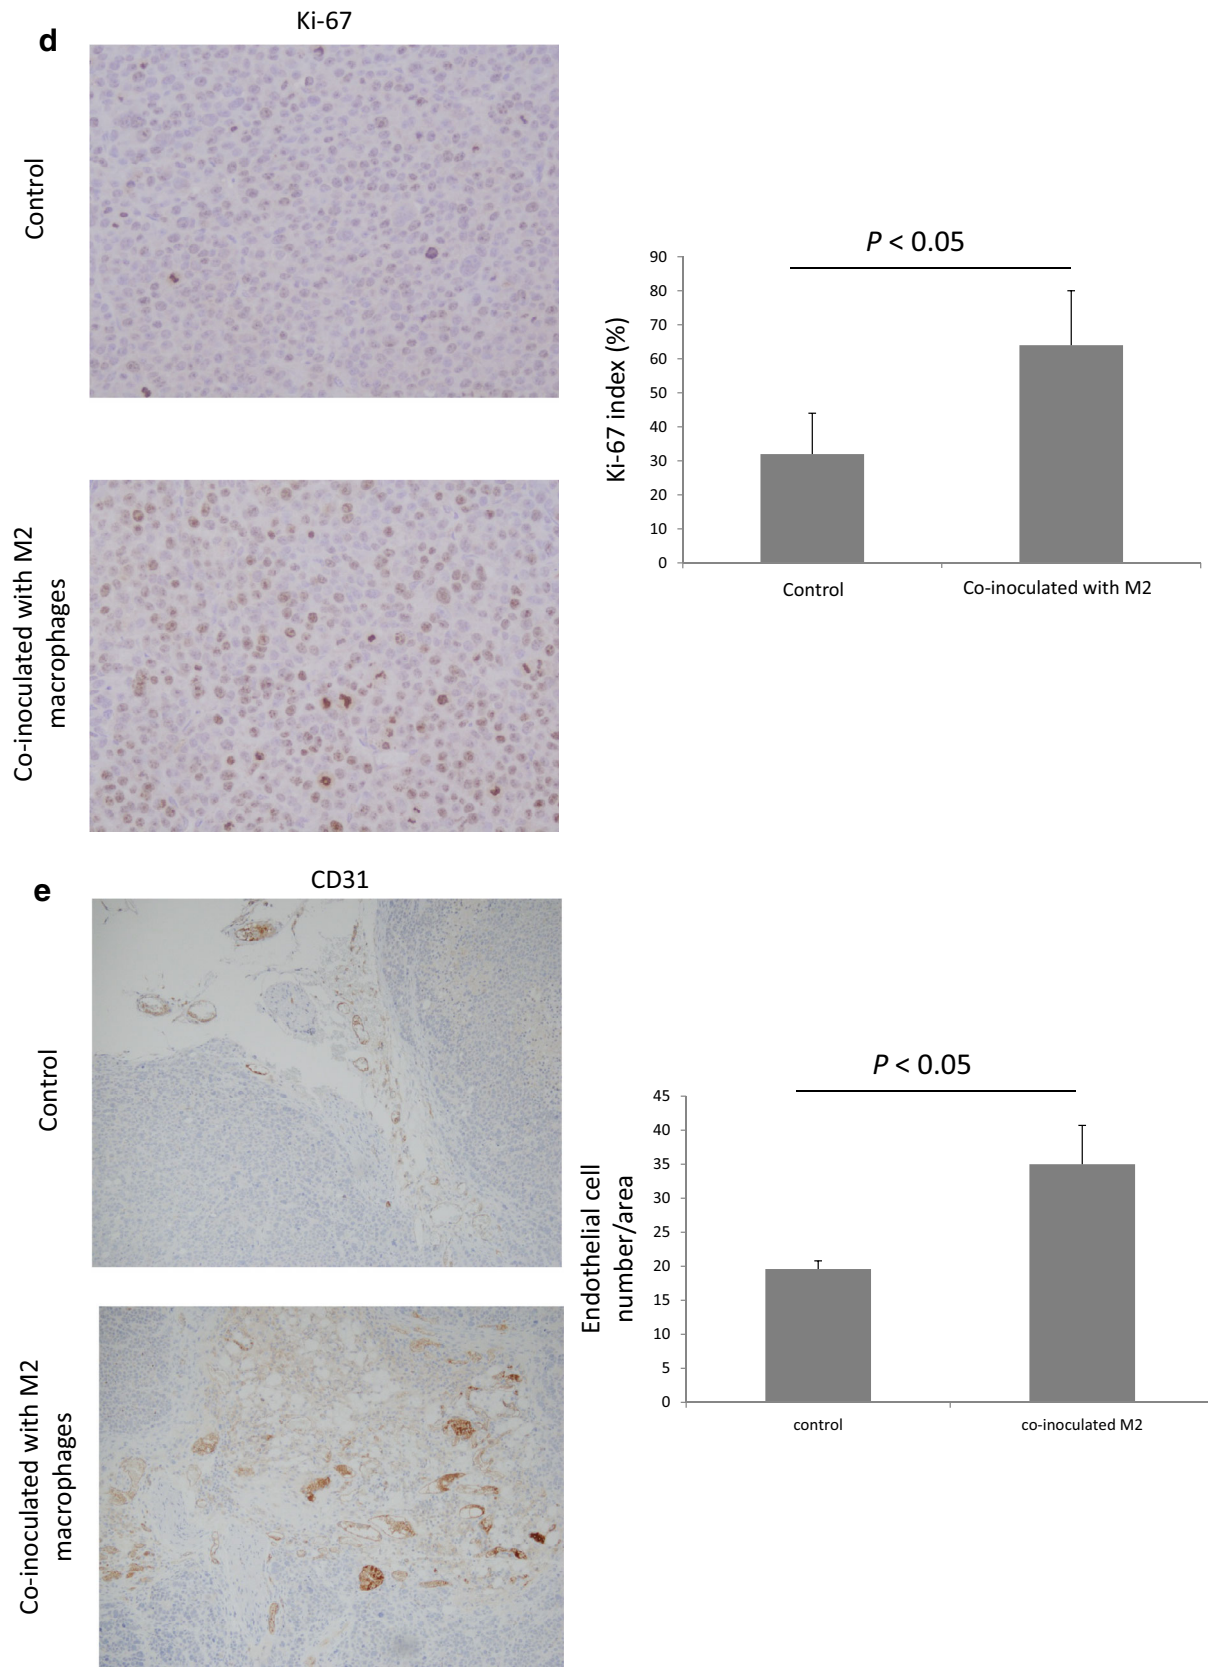 d
Ki-67
Control
Co-inoculated with M2
macrophages
P < 0.05
Ki-67 index (%)
90
80
70
60
50
40
30
20
10
0
Control
Co-inoculated with M2
e
CD31
Control
Co-inoculated with M2
macrophages
P < 0.05
Endothelial cell
number/area
45
40
35
30
25
20
15
10
5
0
control
co-inoculated M2